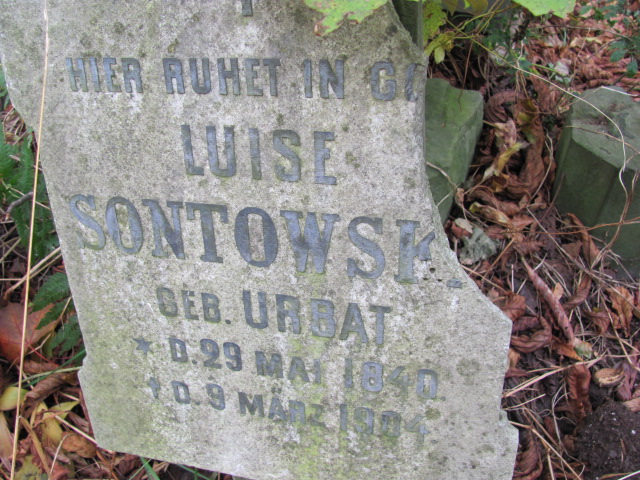 HIER RUHET IN G
LUISE
SONTOWSK
GEB. URBAT
* D. 29 MAI 1840
† D. 9 MÄRZ 1904